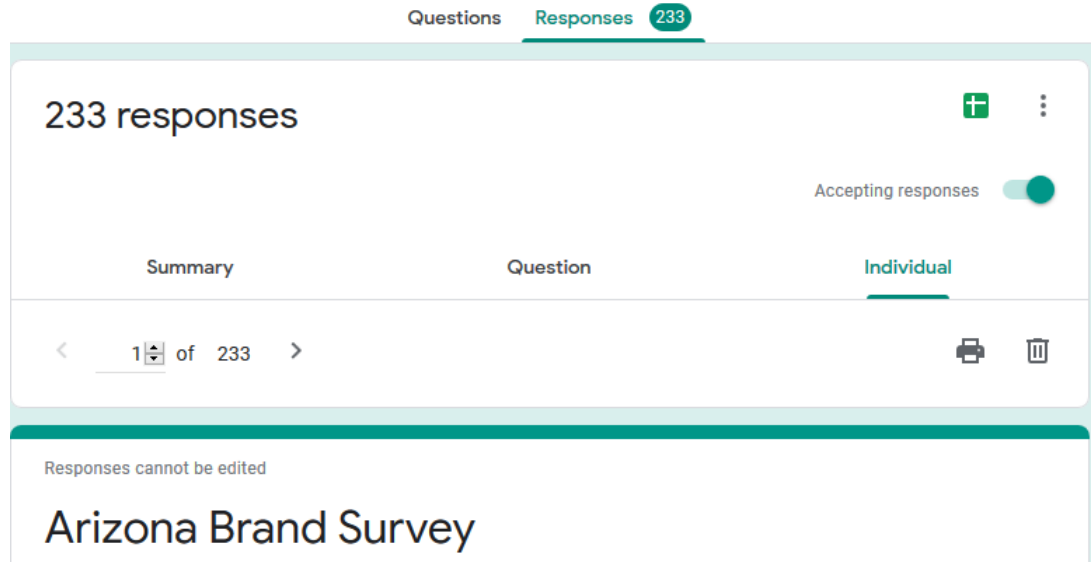 Questions Responses 233
233 responses
Accepting responses
Summary Question Individual
1 of 233
Responses cannot be edited
Arizona Brand Survey